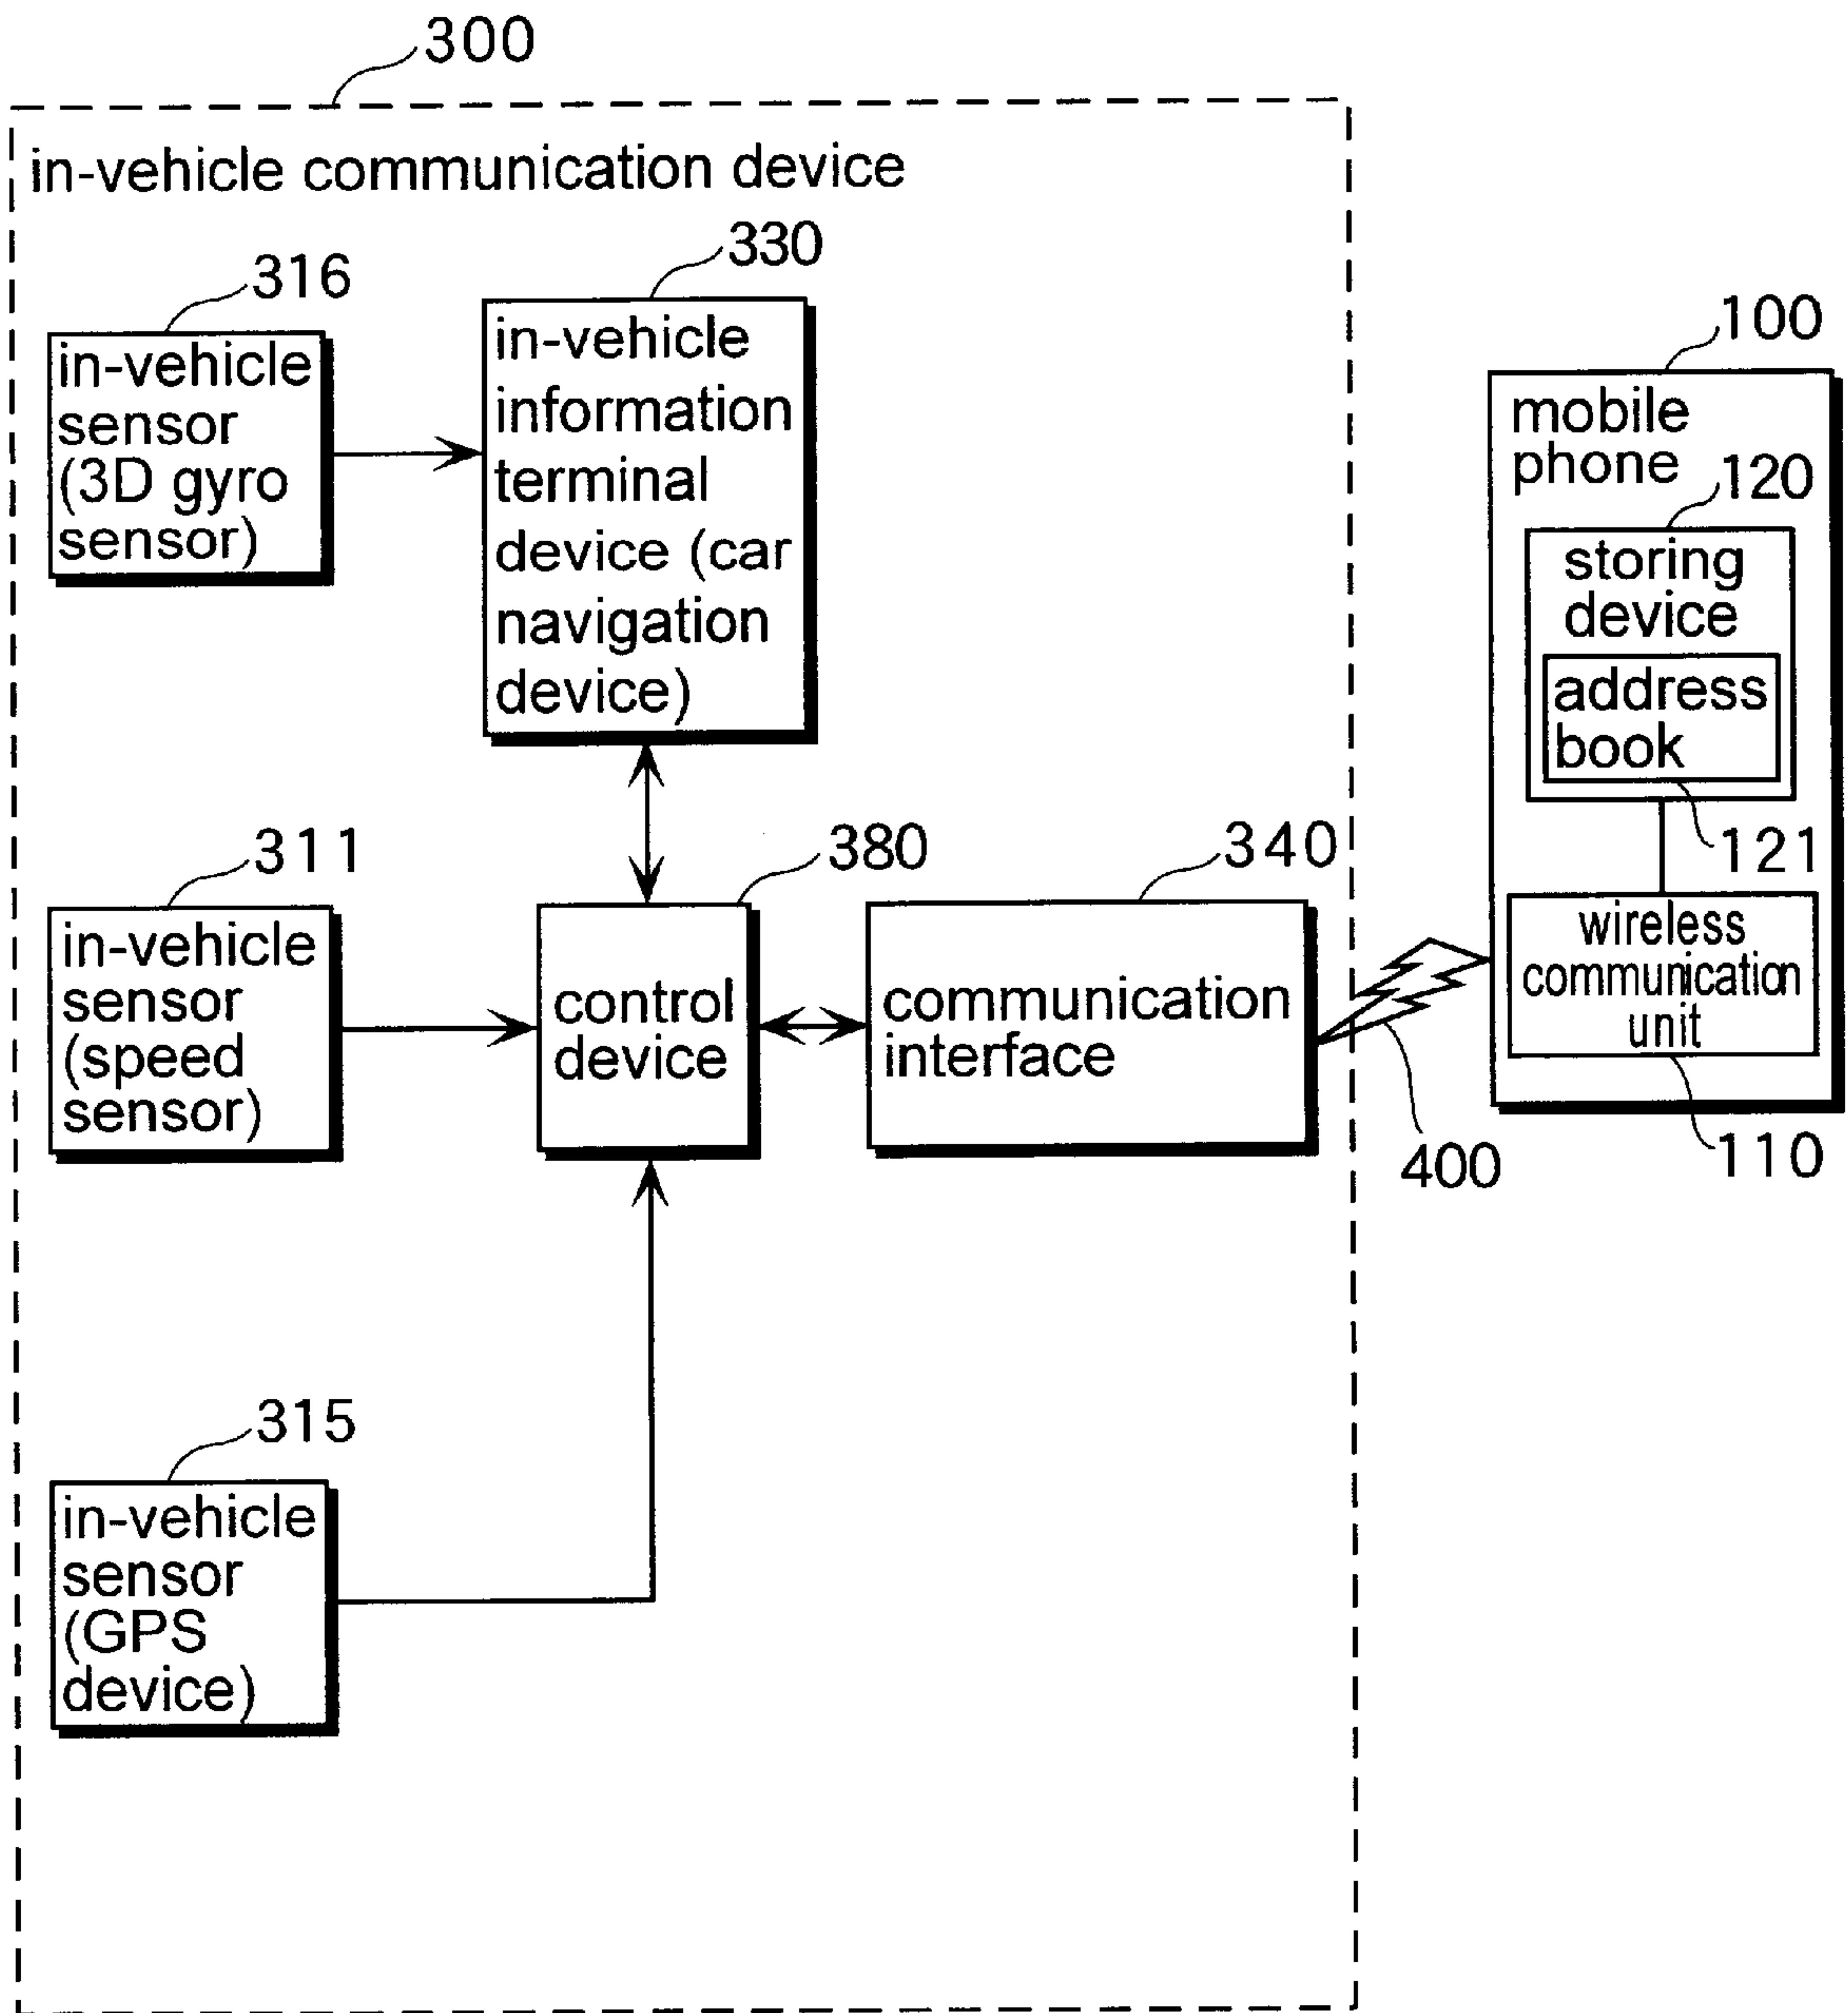 300
in-vehicle communication device
330
316
in-vehicle
sensor
(3D gyro
sensor)
in-vehicle
information
terminal
device (car
navigation
device)
100
mobile
phone
120
storing
device
address
book
121
311
in-vehicle
sensor
(speed
sensor)
380
control
device
340
communication
interface
wireless
communication
unit
400
110
315
in-vehicle
sensor
(GPS
device)